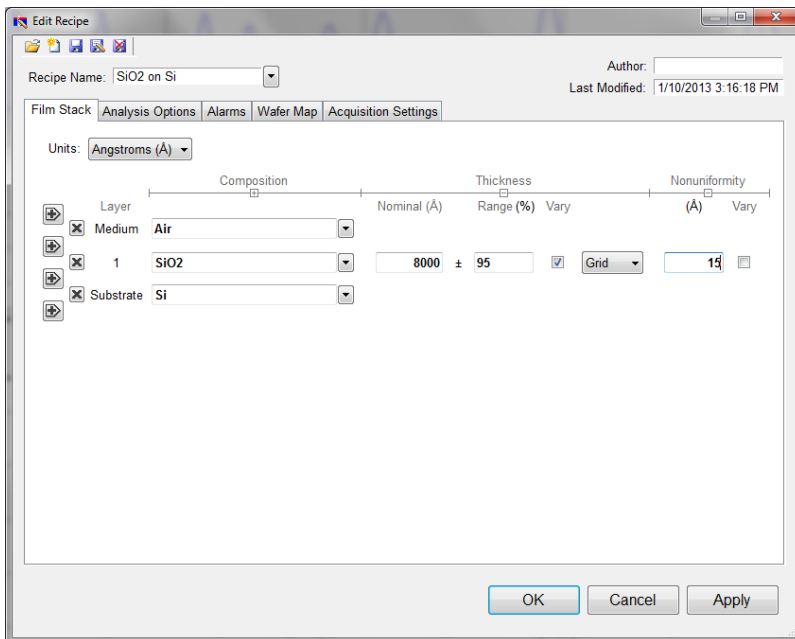 Edit Recipe
Recipe Name: SiO2 on Si
Author:
Last Modified: 1/10/2013 3:16:18 PM
Film Stack Analysis Options Alarms Wafer Map Acquisition Settings
Units: Angstroms (Å)
Composition Thickness Nonuniformity
Layer Nominal (Å) Range (%) Vary (Å) Vary
Medium Air
1 SiO2 8000 ± 95 Grid 15
Substrate Si
OK Cancel Apply